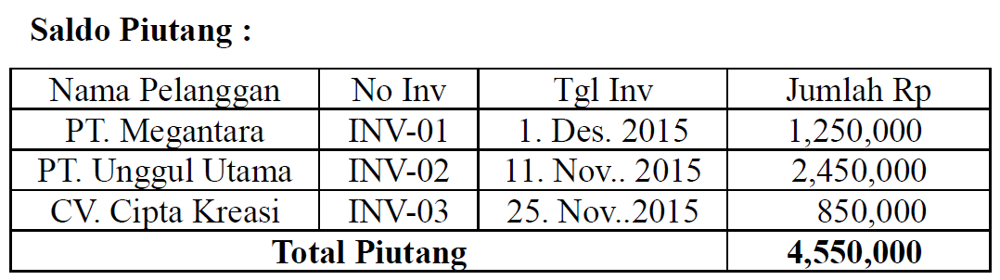 Saldo Piutang :
Nama Pelanggan No Inv Tgl Inv Jumlah Rp
PT. Megantara INV-01 1. Des. 2015 1,250,000
PT. Unggul Utama INV-02 11. Nov.. 2015 2,450,000
CV. Cipta Kreasi INV-03 25. Nov..2015 850,000
Total Piutang 4,550,000